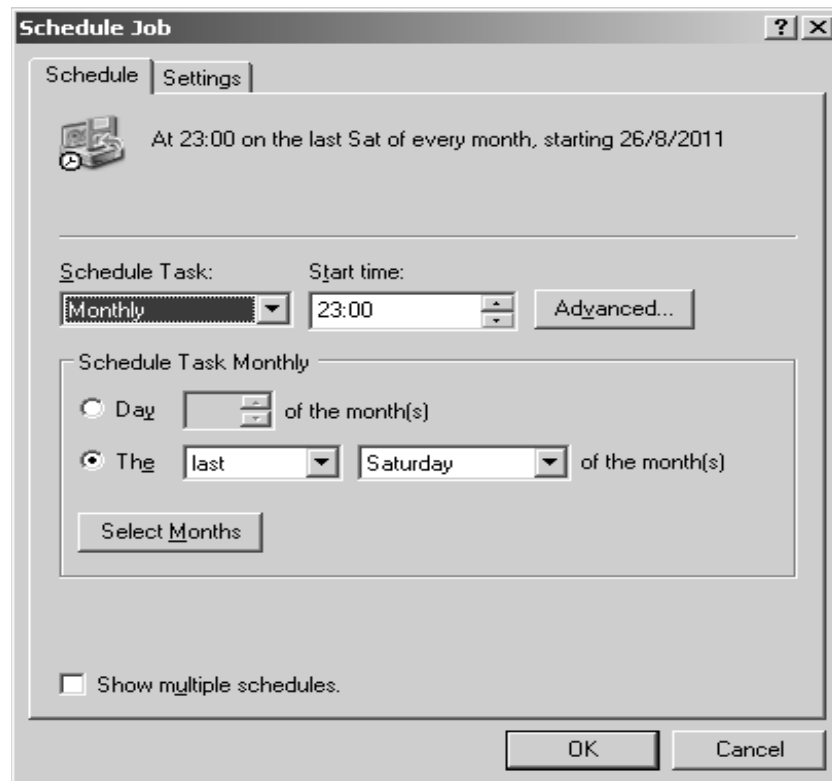 Schedule Job
Schedule Settings
At 23:00 on the last Sat of every month, starting 26/8/2011
Schedule Task: Start time:
Monthly 23:00 Advanced...
Schedule Task Monthly
Day of the month(s)
The last Saturday of the month(s)
Select Months
Show multiple schedules.
OK Cancel